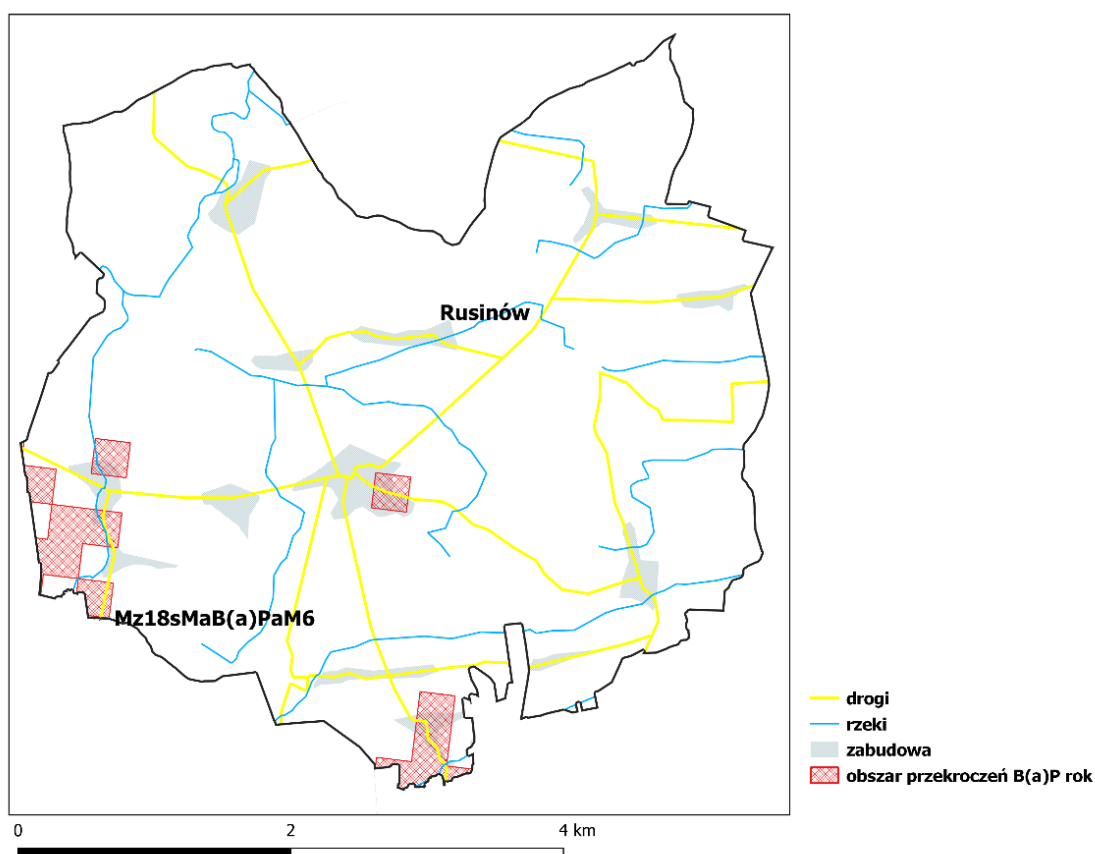 Rusinów
Mz18sMaB(a)PaM6
drogi
rzeki
zabudowa
obszar przekroczeń B(a)P rok
0 2 4 km